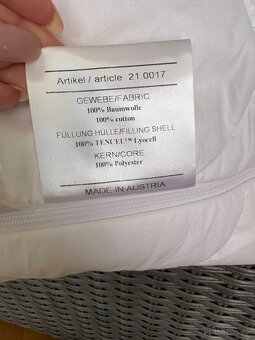 Artikel / article 21 0017
GEWEBE/FABRIC
100% Baumwolle
100% cotton
FÜLLUNG HÜLLE/FILLING SHELL
100% TENCEL™ Lyocell
KERN/CORE
100% Polyester
MADE IN AUSTRIA